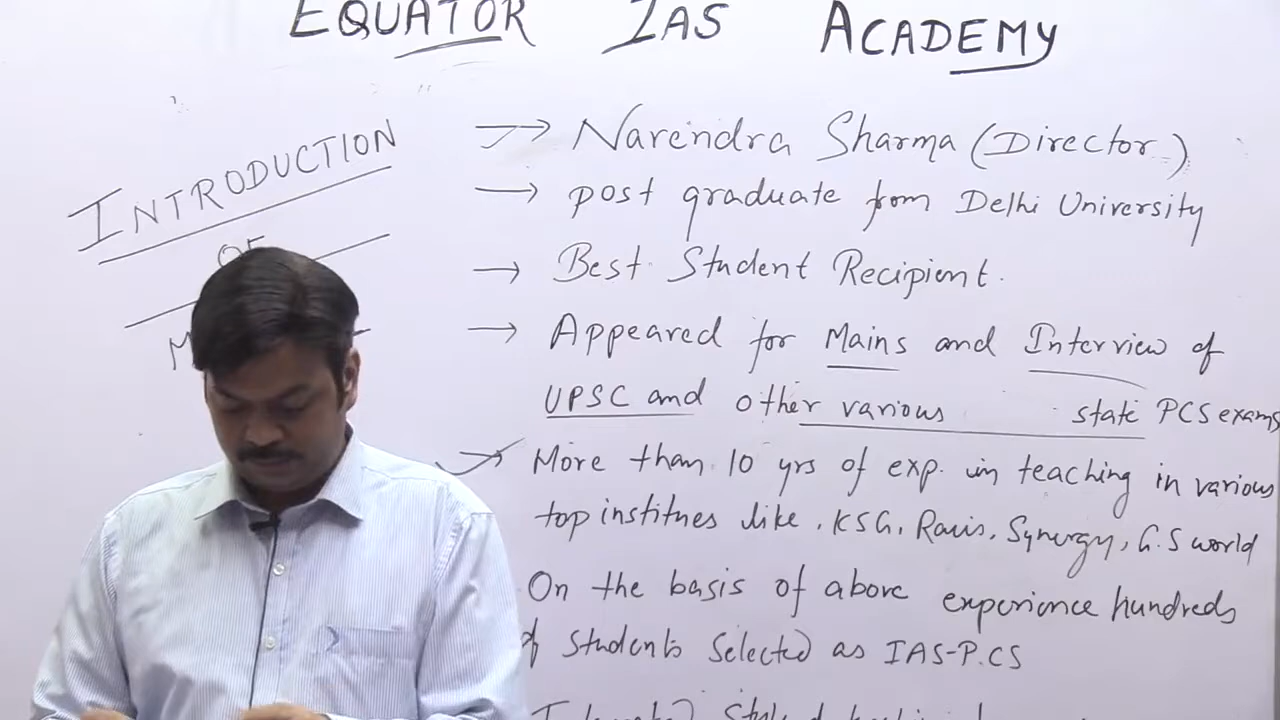 EQUATOR IAS ACADEMY
INTRODUCTION
OF
→ Narendra Sharma (Director)
→ post graduate from Delhi University
→ Best Student Recipient.
→ Appeared for Mains and Interview of
UPSC and other various state PCS exams
→ More than 10 yrs of exp. in teaching in various
top institues like, KSG, Ravis, Synergy, G.S world
On the basis of above experience hundreds
of students selected as IAS-P.CS